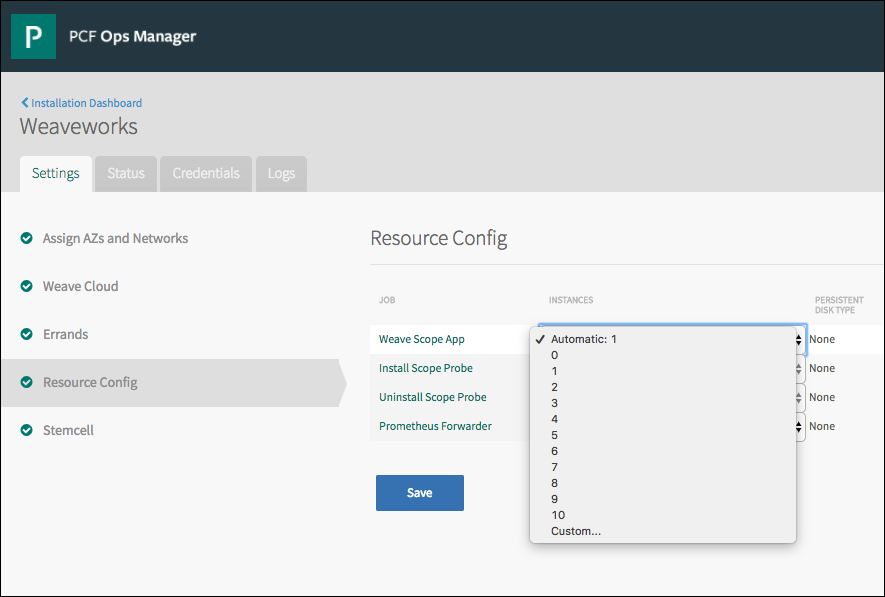 P PCF Ops Manager
Installation Dashboard
Weaveworks
Settings Status Credentials Logs
Assign AZs and Networks
Weave Cloud
Errands
Resource Config
Stemcell
Resource Config
JOB INSTANCES PERSISTENT
DISK TYPE
Weave Scope App ✓ Automatic: 1 None
Install Scope Probe None
Uninstall Scope Probe None
Prometheus Forwarder None
0
1
2
3
4
5
6
7
8
9
10
Custom...
Save